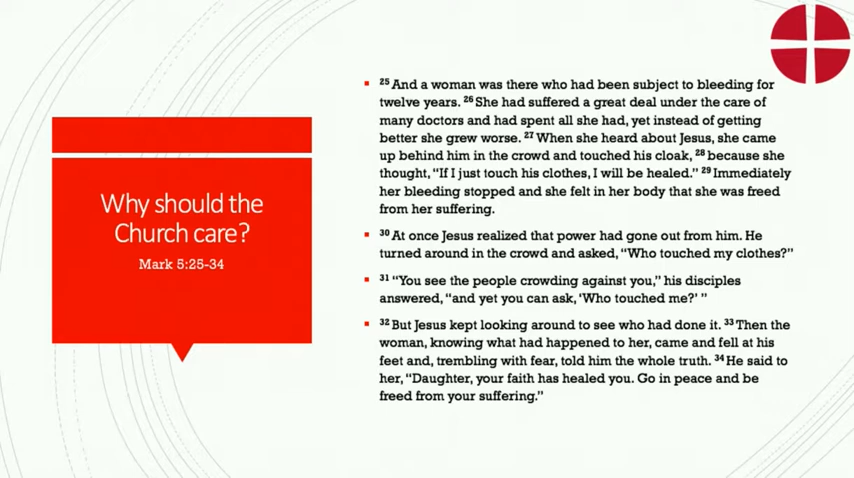 Why should the
Church care?
Mark 5:25-34
▪ ²⁵ And a woman was there who had been subject to bleeding for
twelve years. ²⁶ She had suffered a great deal under the care of
many doctors and had spent all she had, yet instead of getting
better she grew worse. ²⁷ When she heard about Jesus, she came
up behind him in the crowd and touched his cloak, ²⁸ because she
thought, “If I just touch his clothes, I will be healed.” ²⁹ Immediately
her bleeding stopped and she felt in her body that she was freed
from her suffering.
▪ ³⁰ At once Jesus realized that power had gone out from him. He
turned around in the crowd and asked, “Who touched my clothes?”
▪ ³¹ “You see the people crowding against you,” his disciples
answered, “and yet you can ask, ‘Who touched me?’ ”
▪ ³² But Jesus kept looking around to see who had done it. ³³ Then the
woman, knowing what had happened to her, came and fell at his
feet and, trembling with fear, told him the whole truth. ³⁴ He said to
her, “Daughter, your faith has healed you. Go in peace and be
freed from your suffering.”